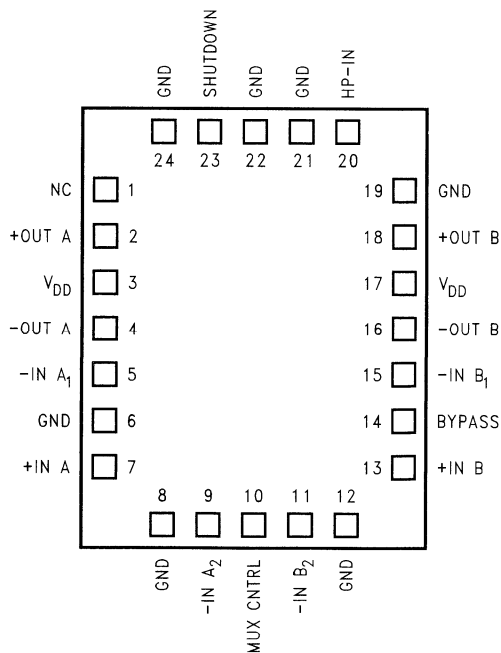 GND
SHUTDOWN
GND
GND
HP-IN
24
23
22
21
20
NC
1
+OUT A
2
VDD
3
-OUT A
4
-IN A1
5
GND
6
+IN A
7
19
GND
18
+OUT B
17
VDD
16
-OUT B
15
-IN B1
14
BYPASS
13
+IN B
8
9
10
11
12
GND
-IN A2
MUX CNTRL
-IN B2
GND